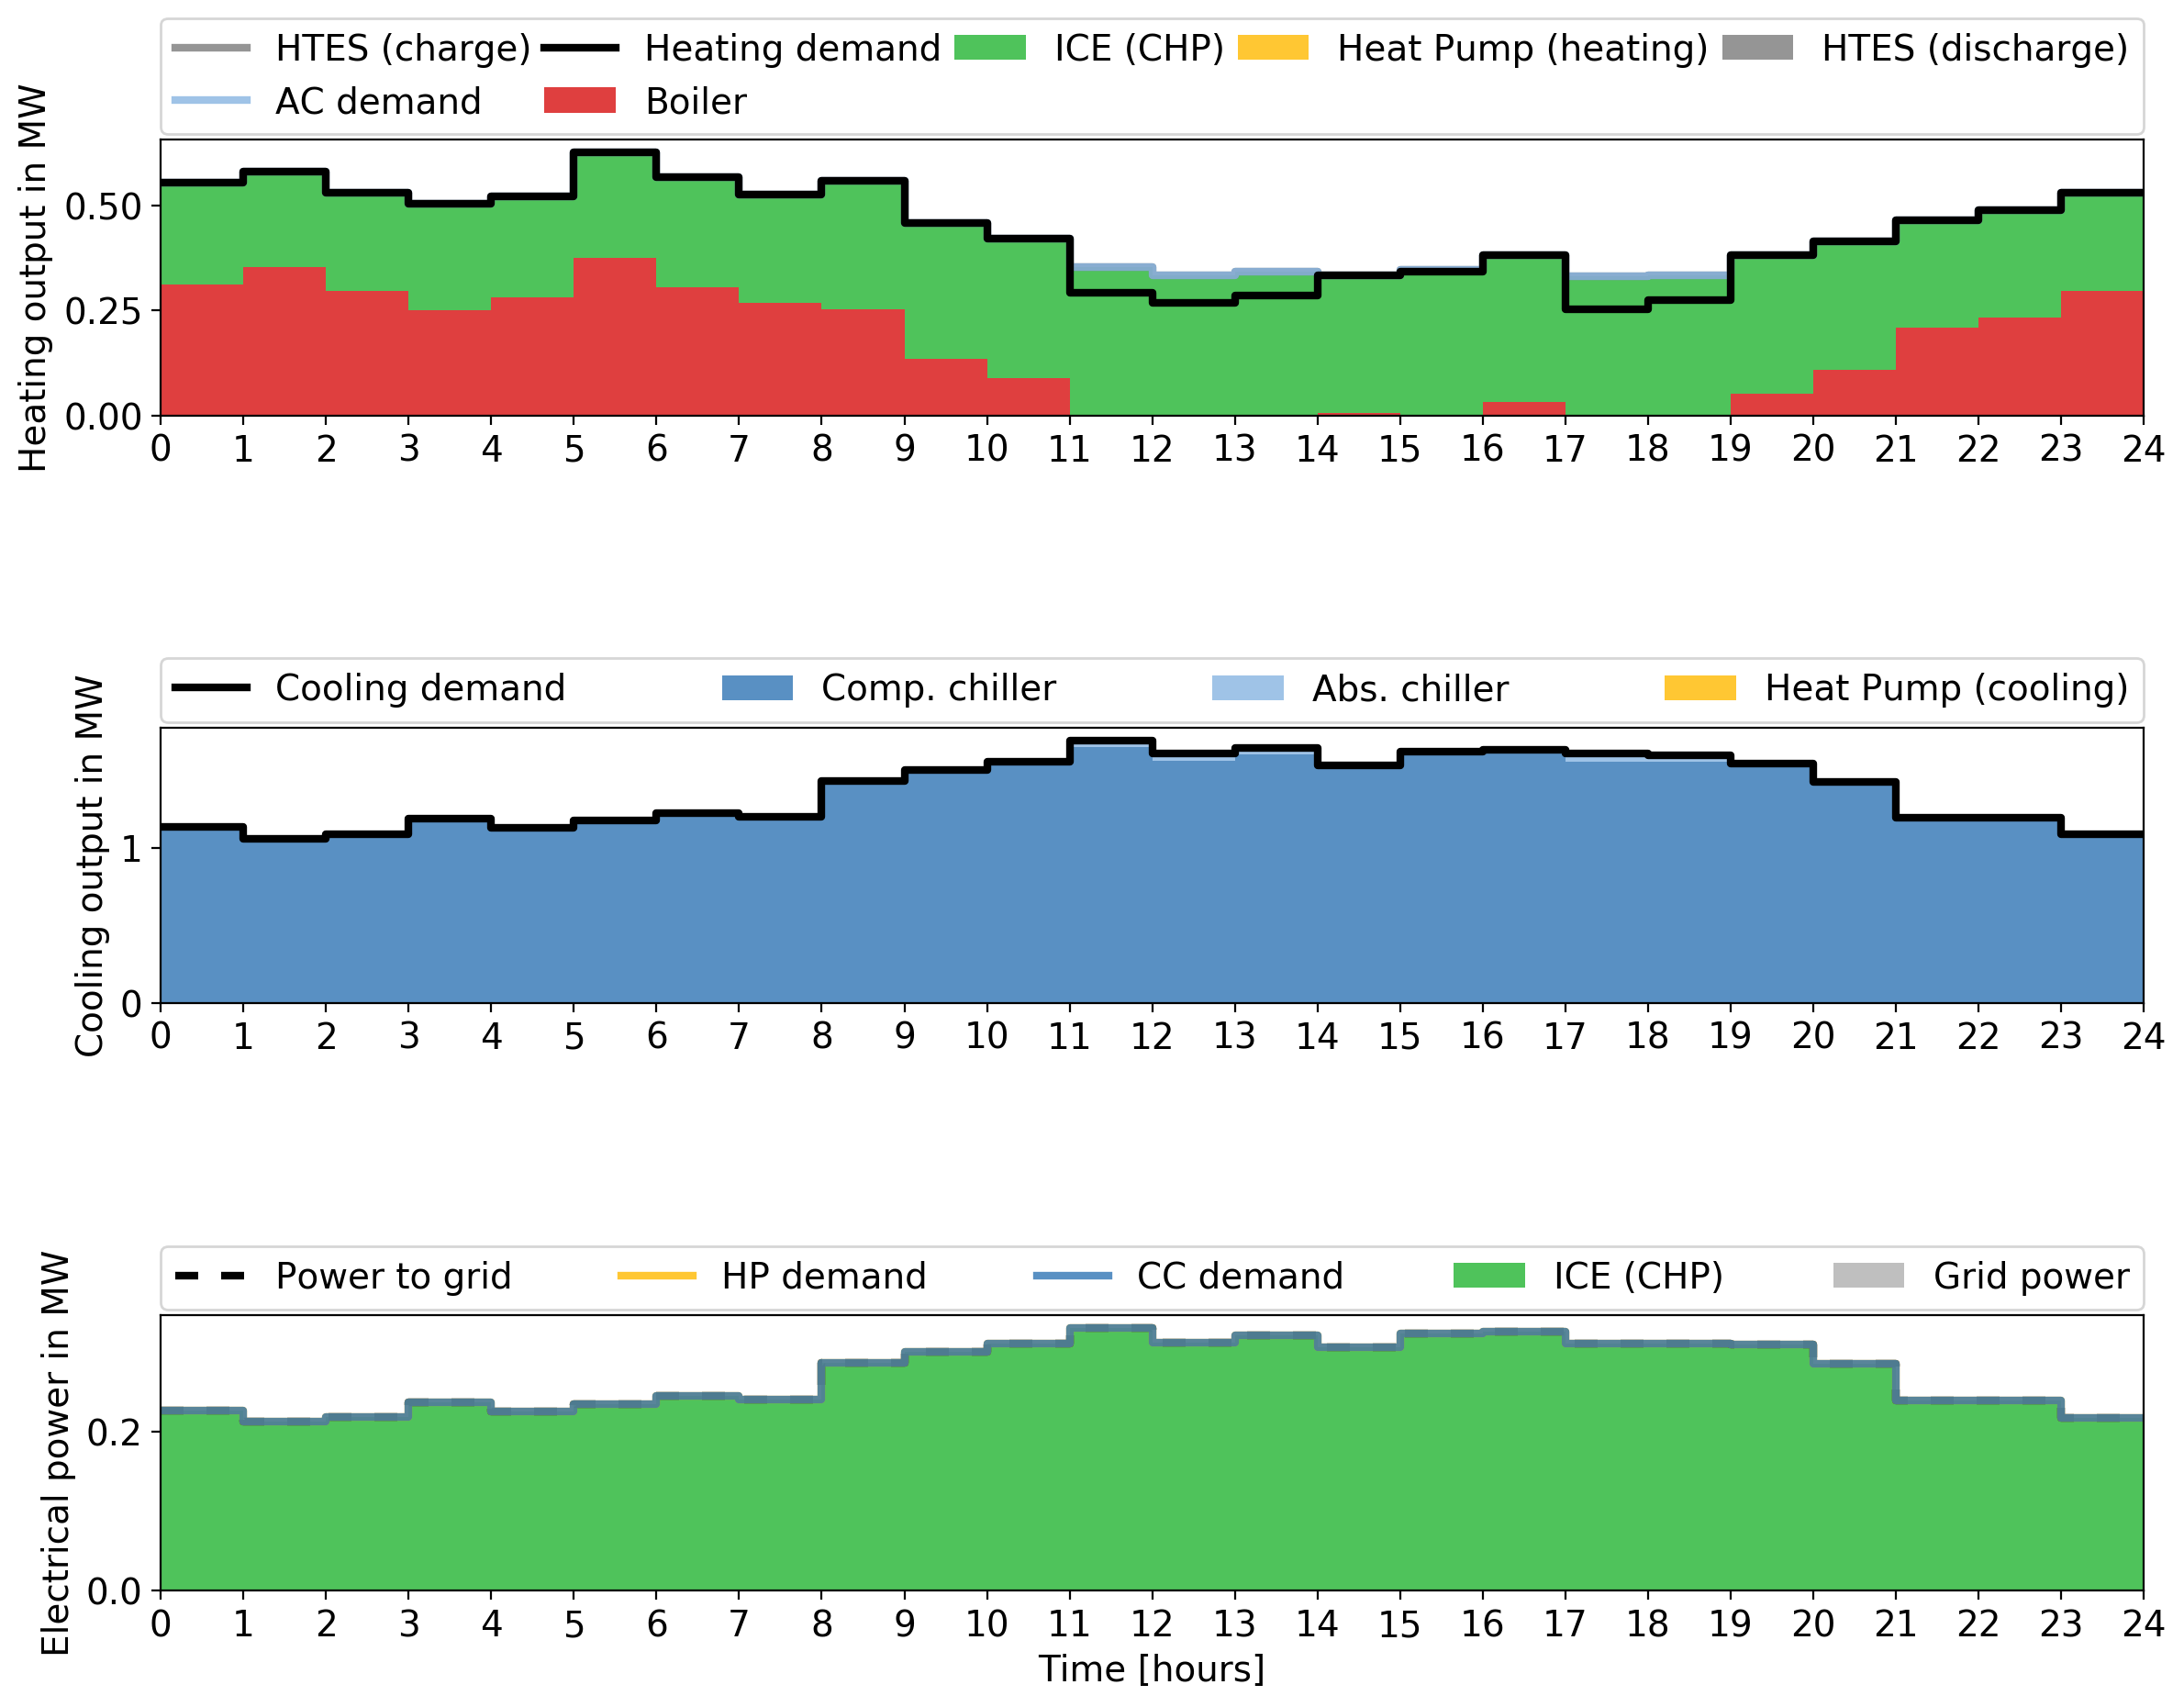 HTES (charge) Heating demand ICE (CHP) Heat Pump (heating) HTES (discharge)
AC demand Boiler
Heating output in MW
0.50
0.25
0.00
0 1 2 3 4 5 6 7 8 9 10 11 12 13 14 15 16 17 18 19 20 21 22 23 24
Cooling demand Comp. chiller Abs. chiller Heat Pump (cooling)
Cooling output in MW
1
0
0 1 2 3 4 5 6 7 8 9 10 11 12 13 14 15 16 17 18 19 20 21 22 23 24
Power to grid HP demand CC demand ICE (CHP) Grid power
Electrical power in MW
0.2
0.0
0 1 2 3 4 5 6 7 8 9 10 11 12 13 14 15 16 17 18 19 20 21 22 23 24
Time [hours]